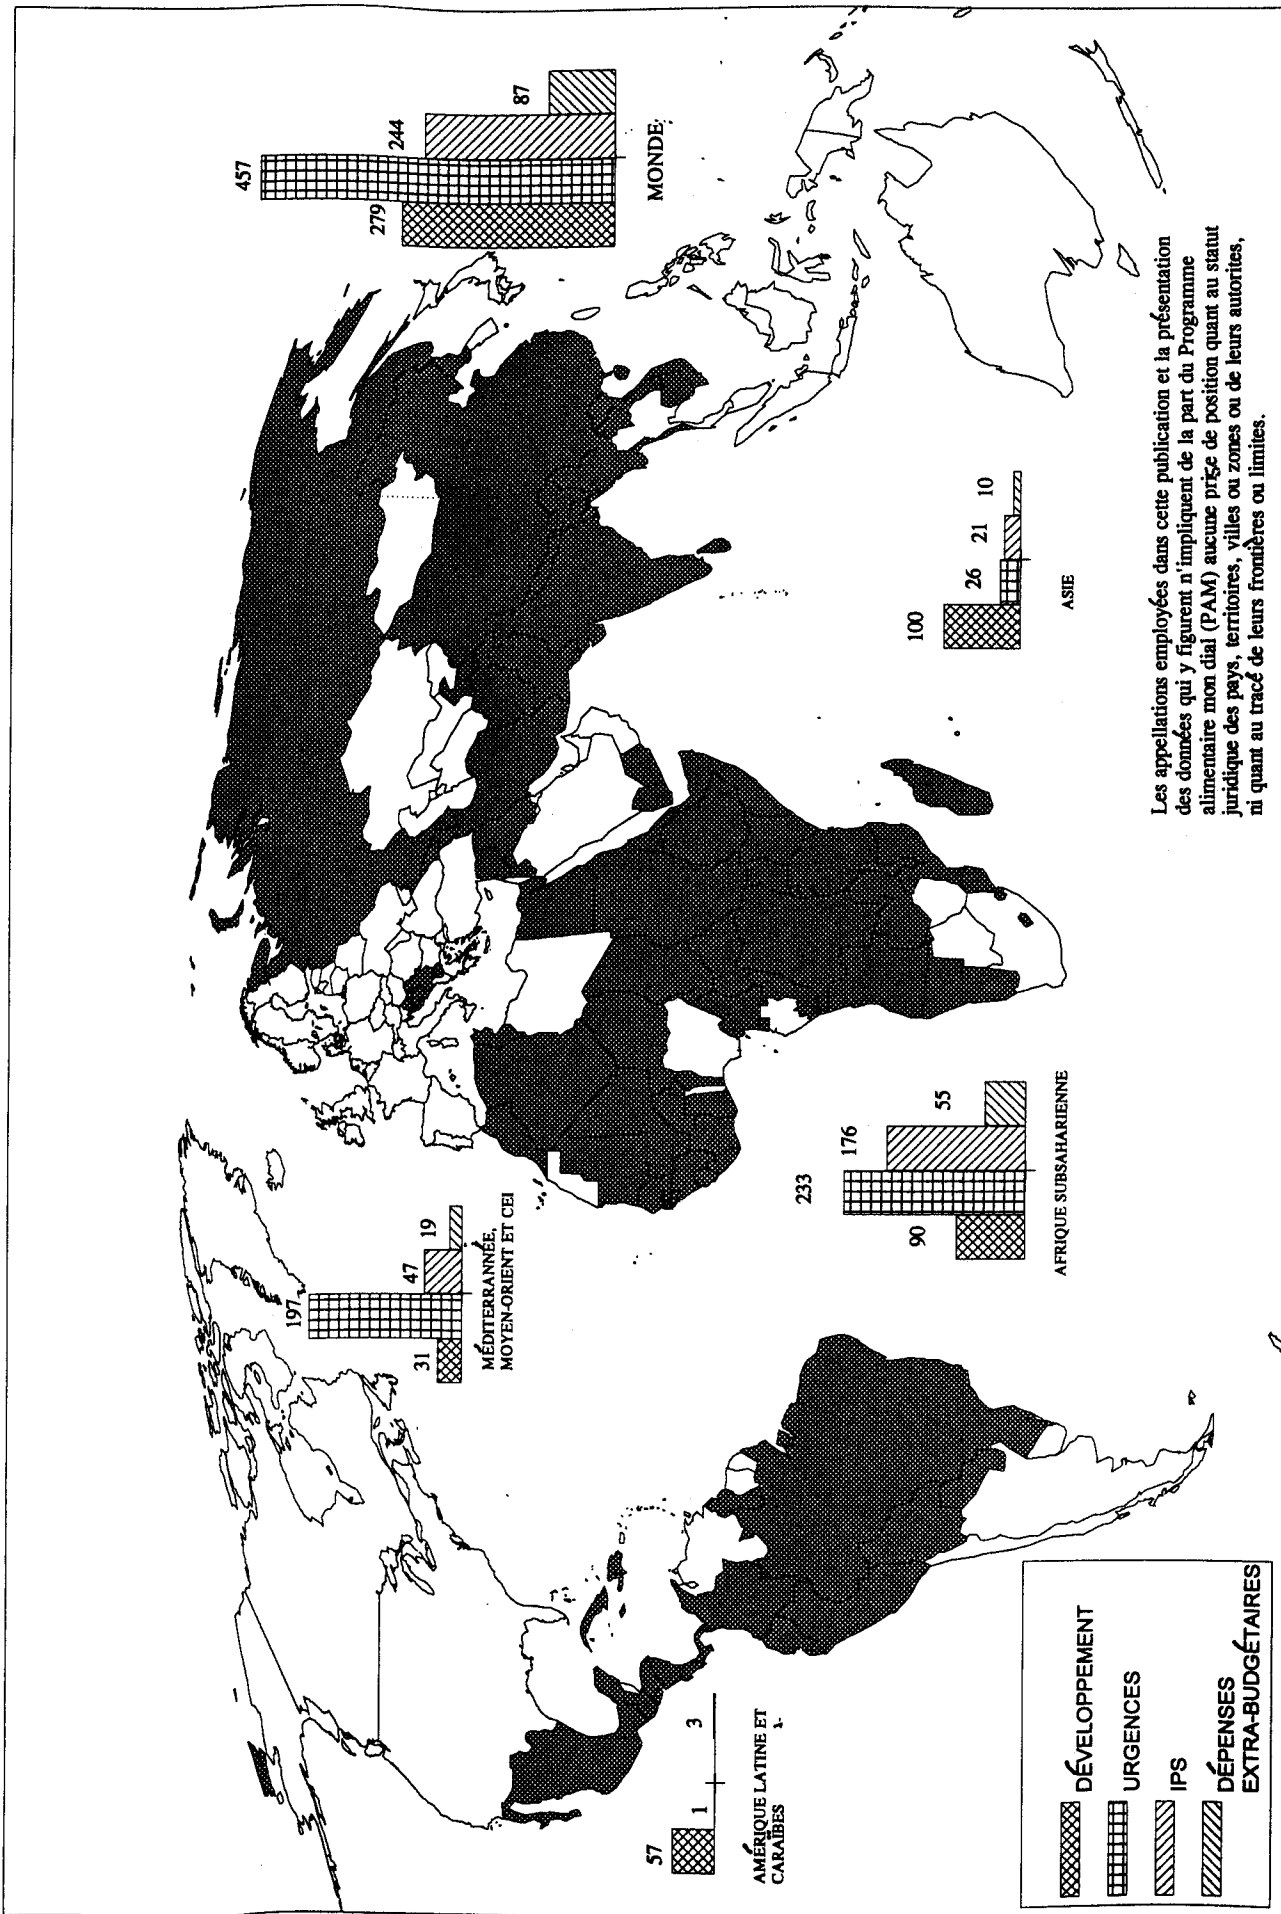 457
279
244
87
MONDE
197
31
47
19
MÉDITERRANNÉE,
MOYEN-ORIENT ET CEI
57
1
3
AMÉRIQUE LATINE ET
CARAÏBES
233
90
176
55
AFRIQUE SUBSAHARIENNE
100
26
21
10
ASIE
DÉVELOPPEMENT
URGENCES
IPS
DÉPENSES
EXTRA-BUDGÉTAIRES
Les appellations employées dans cette publication et la présentation
des données qui y figurent n'impliquent de la part du Programme
alimentaire mon dial (PAM) aucune prise de position quant au statut
juridique des pays, territoires, villes ou zones ou de leurs autorites,
ni quant au tracé de leurs frontières ou limites.